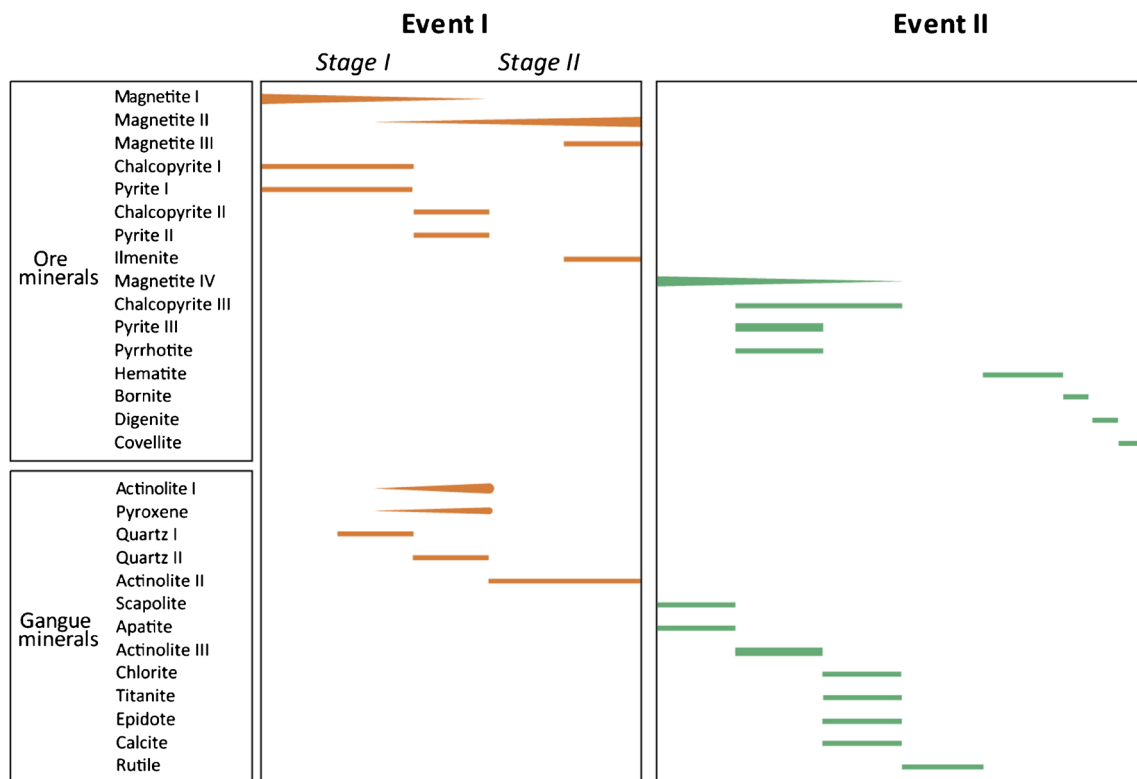 Event I
Event II
Stage I
Stage II
Ore
minerals
Magnetite I
Magnetite II
Magnetite III
Chalcopyrite I
Pyrite I
Chalcopyrite II
Pyrite II
Ilmenite
Magnetite IV
Chalcopyrite III
Pyrite III
Pyrrhotite
Hematite
Bornite
Digenite
Covellite
Gangue
minerals
Actinolite I
Pyroxene
Quartz I
Quartz II
Actinolite II
Scapolite
Apatite
Actinolite III
Chlorite
Titanite
Epidote
Calcite
Rutile